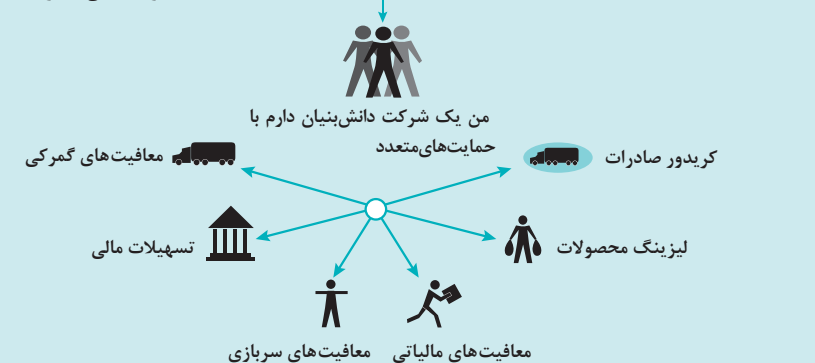 من یک شرکت دانش‌بنیان دارم با
حمایت‌های‌متعدد
کریدور صادرات
معافیت‌های گمرکی
لیزینگ محصولات
تسهیلات مالی
معافیت‌های مالیاتی
معافیت‌های سربازی